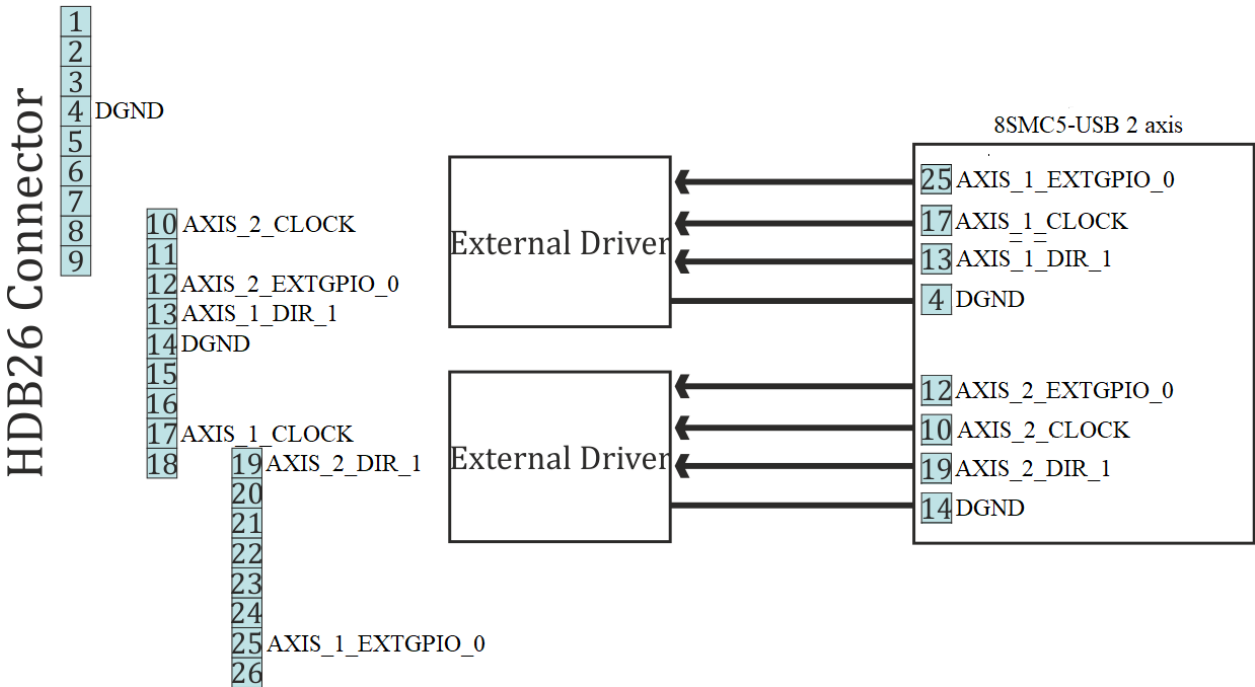 HDB26 Connector
1
2
3
4 DGND
5
6
7
8
9
10 AXIS_2_CLOCK
11
12 AXIS_2_EXTGPIO_0
13 AXIS_1_DIR_1
14 DGND
15
16
17 AXIS_1_CLOCK
18
19 AXIS_2_DIR_1
20
21
22
23
24
25 AXIS_1_EXTGPIO_0
26
External Driver
External Driver
8SMC5-USB 2 axis
25 AXIS_1_EXTGPIO_0
17 AXIS_1_CLOCK
13 AXIS_1_DIR_1
4 DGND
12 AXIS_2_EXTGPIO_0
10 AXIS_2_CLOCK
19 AXIS_2_DIR_1
14 DGND